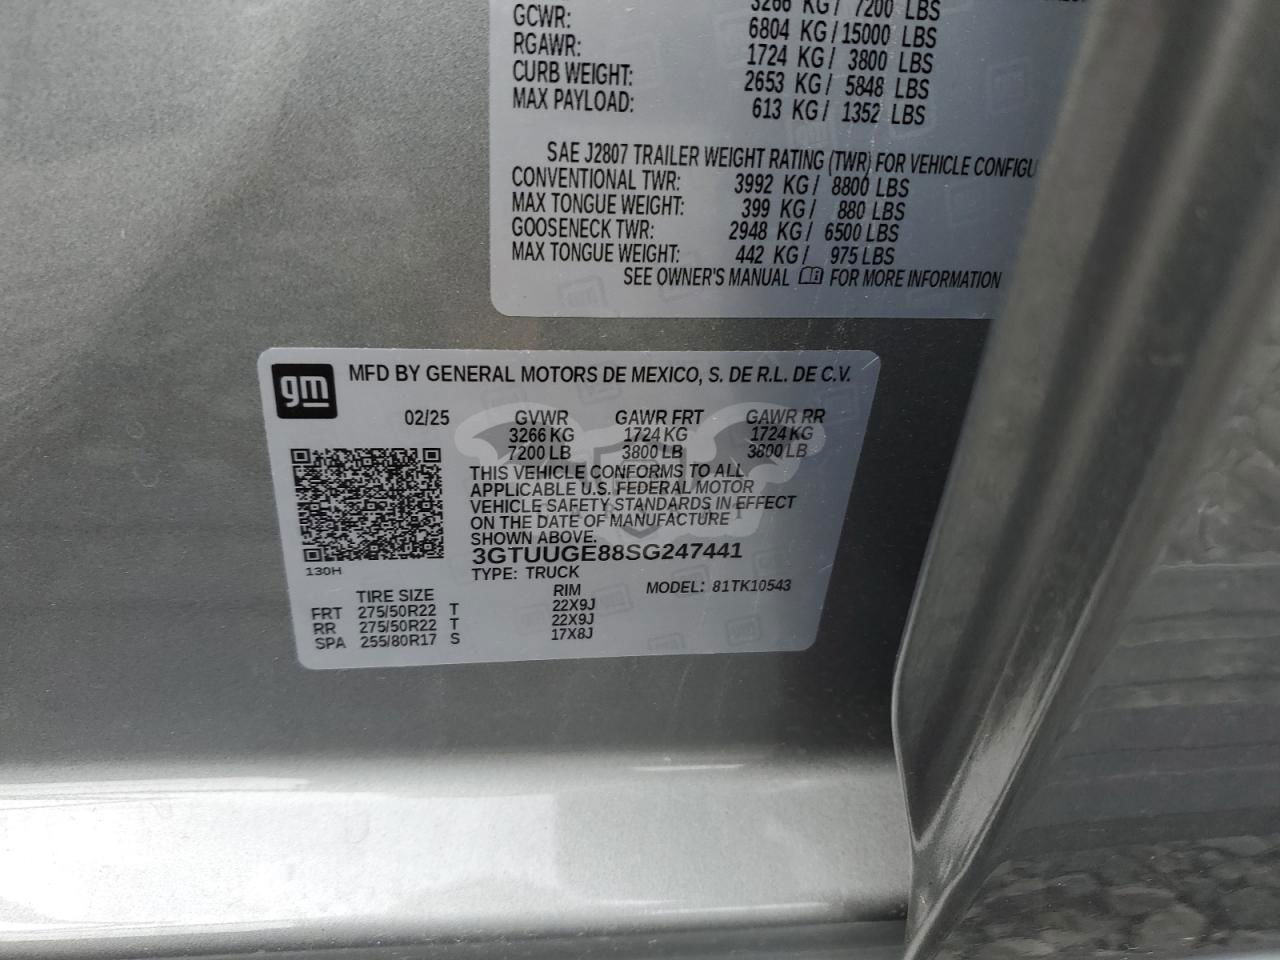 3266 KG / 7200 LBS
GCWR: 6804 KG / 15000 LBS
RGAWR: 1724 KG / 3800 LBS
CURB WEIGHT: 2653 KG / 5848 LBS
MAX PAYLOAD: 613 KG / 1352 LBS
SAE J2807 TRAILER WEIGHT RATING (TWR) FOR VEHICLE CONFIGU
CONVENTIONAL TWR: 3992 KG / 8800 LBS
MAX TONGUE WEIGHT: 399 KG / 880 LBS
GOOSENECK TWR: 2948 KG / 6500 LBS
MAX TONGUE WEIGHT: 442 KG / 975 LBS
SEE OWNER'S MANUAL FOR MORE INFORMATION
gm MFD BY GENERAL MOTORS DE MEXICO, S. DE R.L. DE C.V.
02/25 GVWR GAWR FRT GAWR RR
3266 KG 1724 KG 1724 KG
7200 LB 3800 LB 3800 LB
THIS VEHICLE CONFORMS TO ALL
APPLICABLE U.S. FEDERAL MOTOR
VEHICLE SAFETY STANDARDS IN EFFECT
ON THE DATE OF MANUFACTURE
SHOWN ABOVE.
3GTUUGE88SG247441
130H
TYPE: TRUCK MODEL: 81TK10543
TIRE SIZE RIM
FRT 275/50R22 T 22X9J
RR 275/50R22 T 22X9J
SPA 255/80R17 S 17X8J